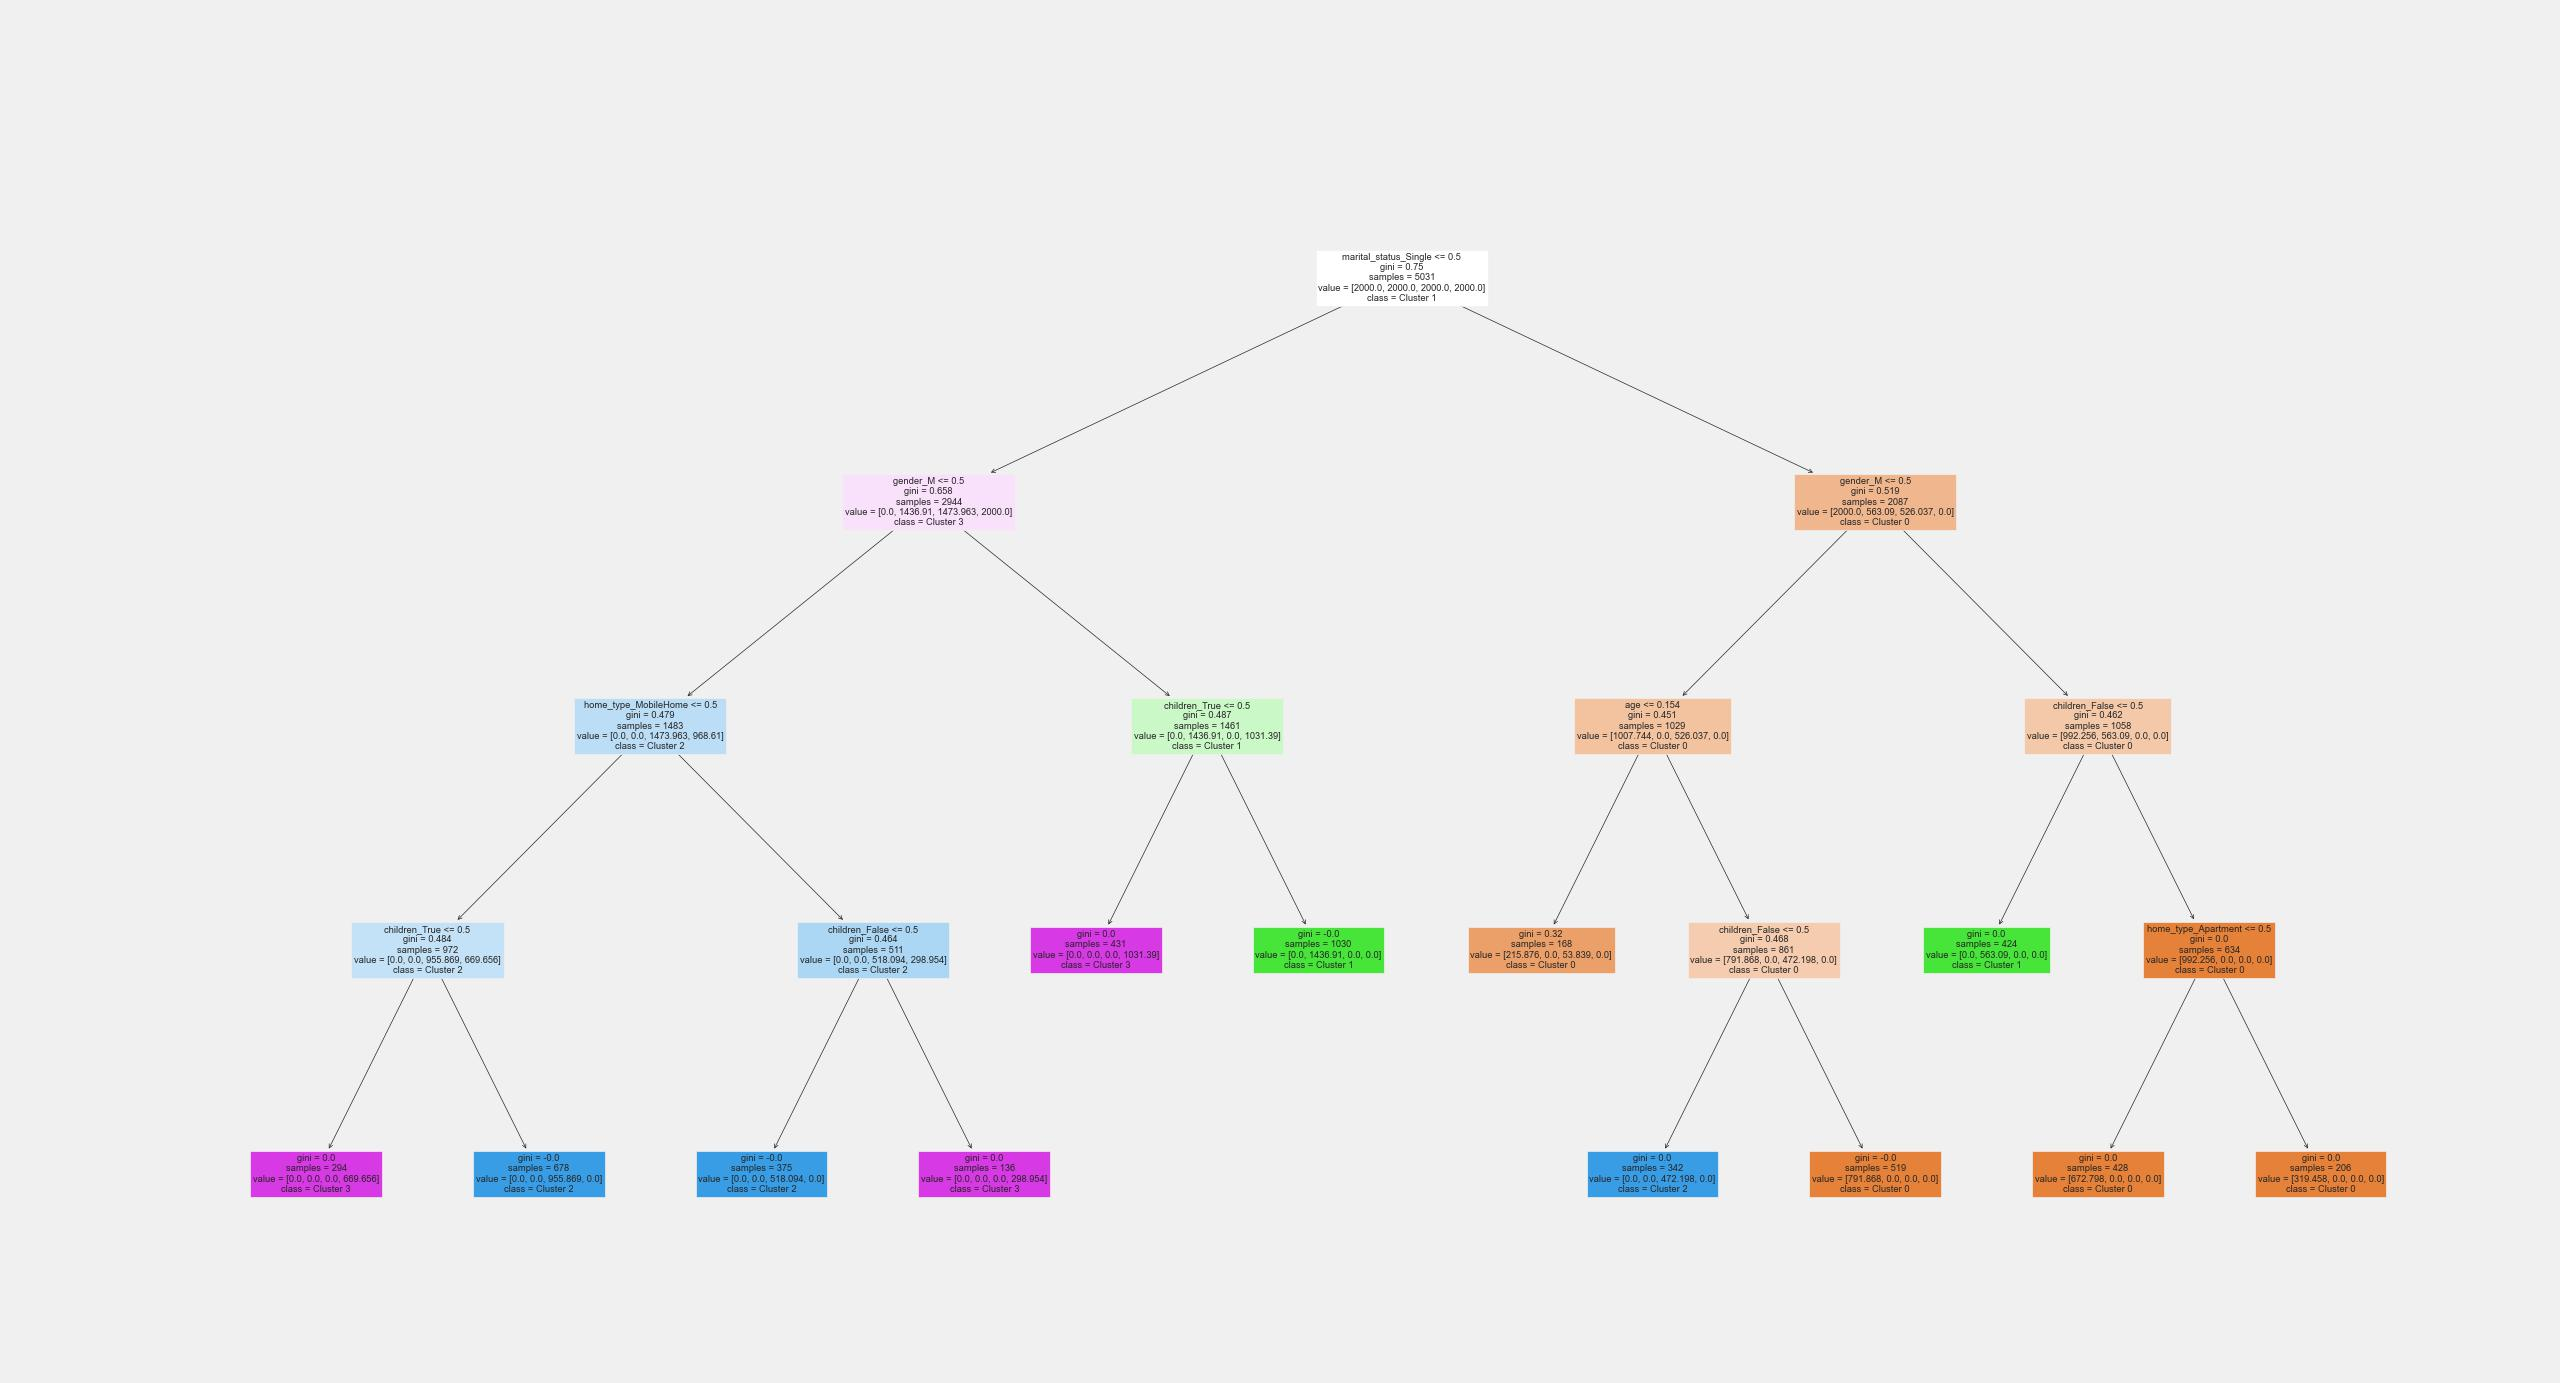 marital_status_Single <= 0.5
gini = 0.75
samples = 5031
value = [2000.0, 2000.0, 2000.0, 2000.0]
class = Cluster 1
gender_M <= 0.5
gini = 0.658
samples = 2944
value = [0.0, 1436.91, 1473.963, 2000.0]
class = Cluster 3
gender_M <= 0.5
gini = 0.519
samples = 2087
value = [2000.0, 563.09, 526.037, 0.0]
class = Cluster 0
home_type_MobileHome <= 0.5
gini = 0.479
samples = 1483
value = [0.0, 0.0, 1473.963, 968.61]
class = Cluster 2
children_True <= 0.5
gini = 0.487
samples = 1461
value = [0.0, 1436.91, 0.0, 1031.39]
class = Cluster 1
age <= 0.154
gini = 0.451
samples = 1029
value = [1007.744, 0.0, 526.037, 0.0]
class = Cluster 0
children_False <= 0.5
gini = 0.462
samples = 1058
value = [992.256, 563.09, 0.0, 0.0]
class = Cluster 0
children_True <= 0.5
gini = 0.484
samples = 972
value = [0.0, 0.0, 955.869, 669.656]
class = Cluster 2
children_False <= 0.5
gini = 0.464
samples = 511
value = [0.0, 0.0, 518.094, 298.954]
class = Cluster 2
gini = 0.0
samples = 431
value = [0.0, 0.0, 0.0, 1031.39]
class = Cluster 3
gini = -0.0
samples = 1030
value = [0.0, 1436.91, 0.0, 0.0]
class = Cluster 1
gini = 0.32
samples = 168
value = [215.876, 0.0, 53.839, 0.0]
class = Cluster 0
children_False <= 0.5
gini = 0.468
samples = 861
value = [791.868, 0.0, 472.198, 0.0]
class = Cluster 0
gini = 0.0
samples = 424
value = [0.0, 563.09, 0.0, 0.0]
class = Cluster 1
home_type_Apartment <= 0.5
gini = 0.0
samples = 634
value = [992.256, 0.0, 0.0, 0.0]
class = Cluster 0
gini = 0.0
samples = 294
value = [0.0, 0.0, 0.0, 669.656]
class = Cluster 3
gini = -0.0
samples = 678
value = [0.0, 0.0, 955.869, 0.0]
class = Cluster 2
gini = -0.0
samples = 375
value = [0.0, 0.0, 518.094, 0.0]
class = Cluster 2
gini = 0.0
samples = 136
value = [0.0, 0.0, 0.0, 298.954]
class = Cluster 3
gini = 0.0
samples = 342
value = [0.0, 0.0, 472.198, 0.0]
class = Cluster 2
gini = -0.0
samples = 519
value = [791.868, 0.0, 0.0, 0.0]
class = Cluster 0
gini = 0.0
samples = 428
value = [672.798, 0.0, 0.0, 0.0]
class = Cluster 0
gini = 0.0
samples = 206
value = [319.458, 0.0, 0.0, 0.0]
class = Cluster 0